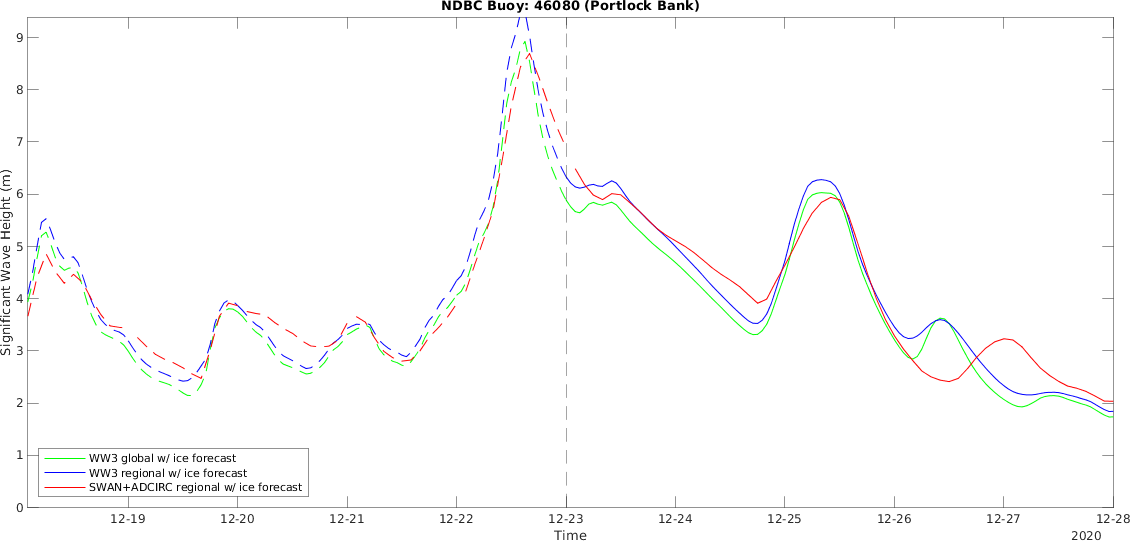 NDBC Buoy: 46080 (Portlock Bank)
Significant Wave Height (m)
9
8
7
6
5
4
3
2
1
0
WW3 global w/ ice forecast
WW3 regional w/ ice forecast
SWAN+ADCIRC regional w/ ice forecast
12-19 12-20 12-21 12-22 12-23 12-24 12-25 12-26 12-27 12-28
Time
2020